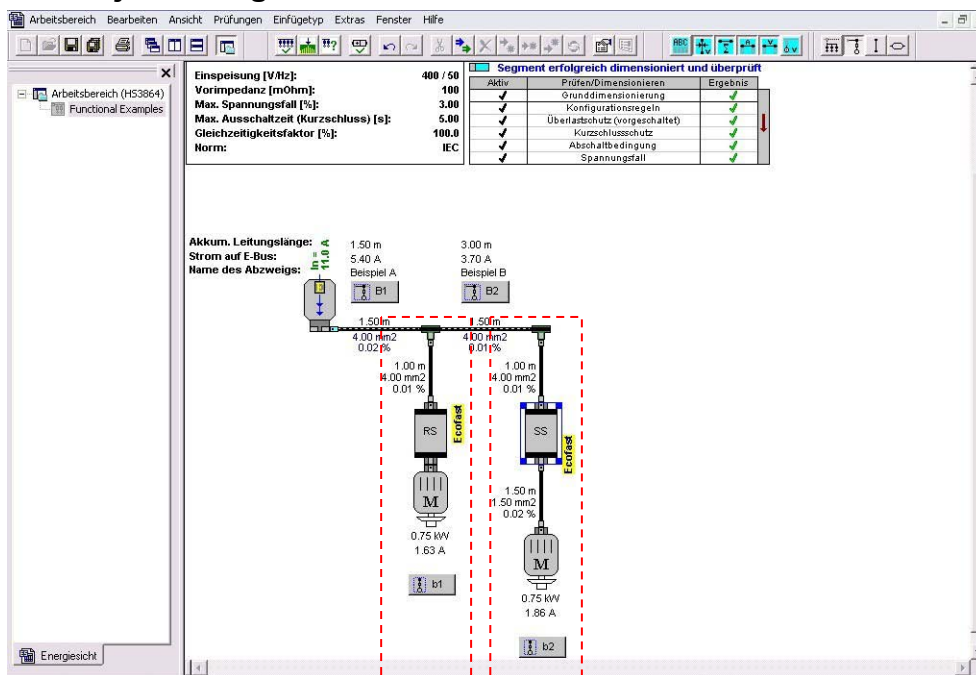 Arbeitsbereich Bearbeiten Ansicht Prüfungen Einfügetyp Extras Fenster Hilfe
Arbeitsbereich (HS3864)
Functional Examples
Einspeisung [V/Hz]: 400 / 50
Vorimpedanz [mOhm]: 100
Max. Spannungsfall [%]: 3.00
Max. Ausschaltzeit (Kurzschluss) [s]: 5.00
Gleichzeitigkeitsfaktor [%]: 100.0
Norm: IEC
Segment erfolgreich dimensioniert und überprüft
Aktiv Prüfen/Dimensionieren Ergebnis
Grunddimensionierung
Konfigurationsregeln
Überlastschutz (vorgeschaltet)
Kurzschlussschutz
Abschaltbedingung
Spannungsfall
Akkum. Leitungslänge: 1.50 m 3.00 m
Strom auf E-Bus: 5.40 A 3.70 A
Name des Abzweigs: Beispiel A Beispiel B
In =
11.0 A
B1 B2
1.50 m 1.50 m
4.00 mm2 4.00 mm2
0.02 % 0.01 %
1.00 m 1.00 m
4.00 mm2 4.00 mm2
0.01 % 0.01 %
RS Ecofast SS Ecofast
M
0.75 kW
1.63 A
b1
1.50 m
1.50 mm2
0.02 %
M
0.75 kW
1.86 A
b2
Energiesicht